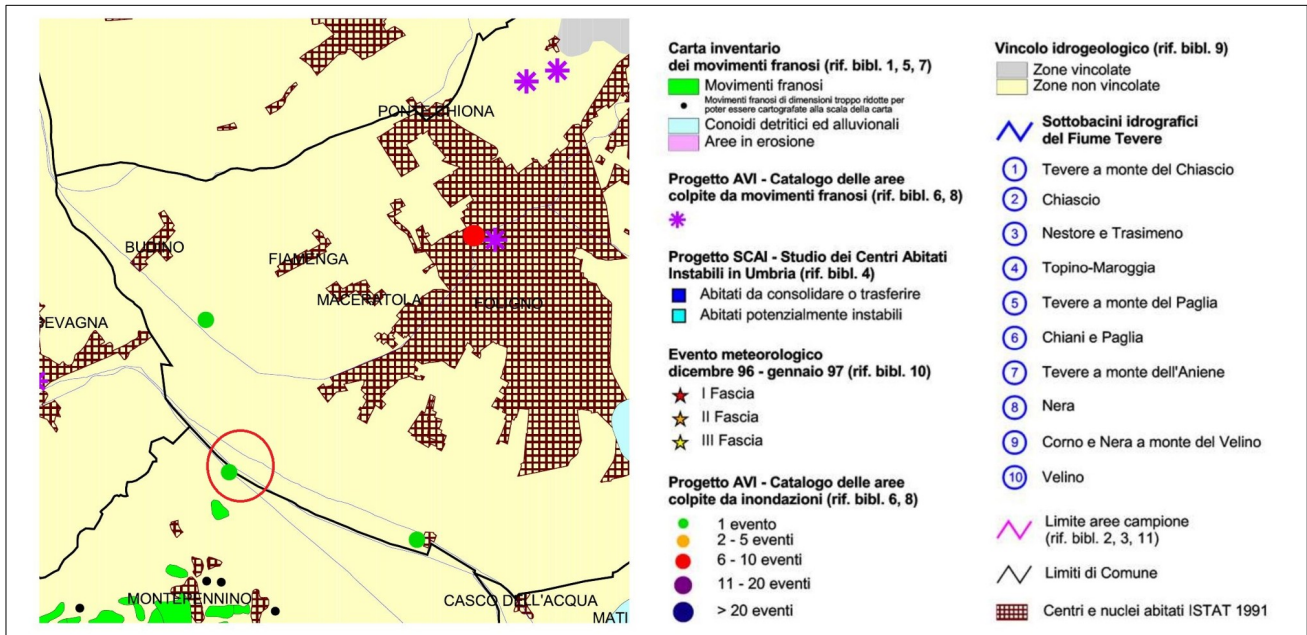 PONTE CHIONA
BUDINO
FIAMENGA
MACERATOLA
FOLIGNO
EVAGNA
MONTEPENNINO
CASCO DELL'ACQUA
MATI
Carta inventario
dei movimenti franosi (rif. bibl. 1, 5, 7)
Movimenti franosi
Movimenti franosi di dimensioni troppo ridotte per
poter essere cartografate alla scala della carta
Conoidi detritici ed alluvionali
Aree in erosione
Progetto AVI - Catalogo delle aree
colpite da movimenti franosi (rif. bibl. 6, 8)
Progetto SCAI - Studio dei Centri Abitati
Instabili in Umbria (rif. bibl. 4)
Abitati da consolidare o trasferire
Abitati potenzialmente instabili
Evento meteorologico
dicembre 96 - gennaio 97 (rif. bibl. 10)
I Fascia
II Fascia
III Fascia
Progetto AVI - Catalogo delle aree
colpite da inondazioni (rif. bibl. 6, 8)
1 evento
2 - 5 eventi
6 - 10 eventi
11 - 20 eventi
> 20 eventi
Vincolo idrogeologico (rif. bibl. 9)
Zone vincolate
Zone non vincolate
Sottobacini idrografici
del Fiume Tevere
1 Tevere a monte del Chiascio
2 Chiascio
3 Nestore e Trasimeno
4 Topino-Maroggia
5 Tevere a monte del Paglia
6 Chiani e Paglia
7 Tevere a monte dell'Aniene
8 Nera
9 Corno e Nera a monte del Velino
10 Velino
Limite aree campione
(rif. bibl. 2, 3, 11)
Limiti di Comune
Centri e nuclei abitati ISTAT 1991